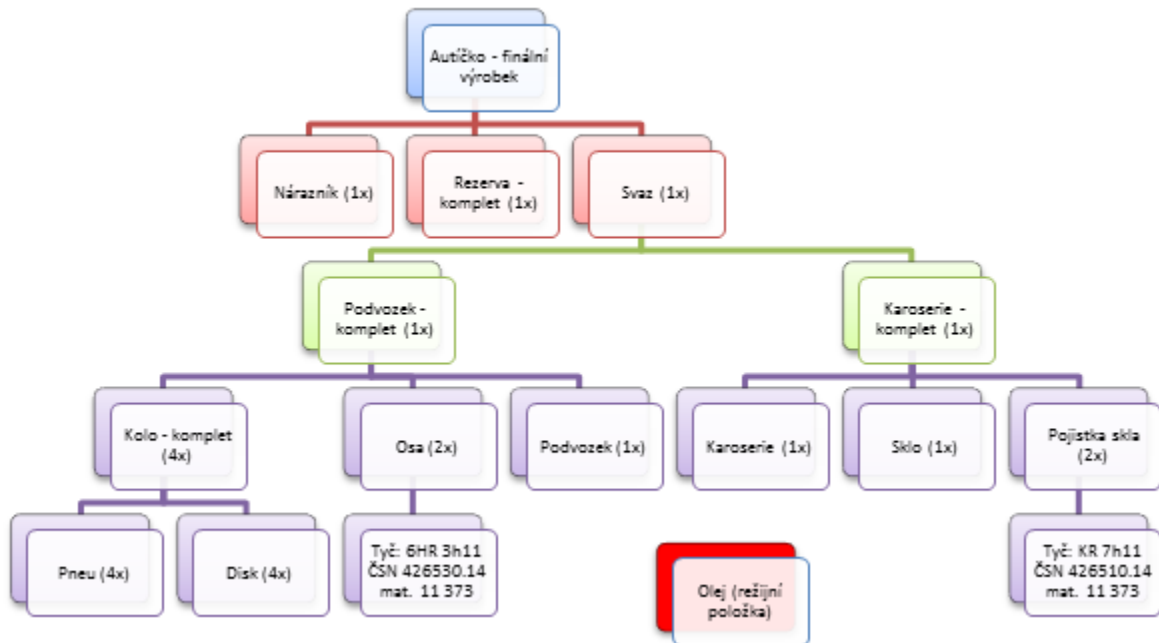 Autíčko - finální
výrobek
Nárazník (1x)
Rezerva -
komplet (1x)
Svaz (1x)
Podvozek -
komplet (1x)
Karoserie -
komplet (1x)
Kolo - komplet
(4x)
Osa (2x)
Podvozek (1x)
Karoserie (1x)
Sklo (1x)
Pojistka skla
(2x)
Pneu (4x)
Disk (4x)
Tyč: 6HR 3h11
ČSN 426530.14
mat. 11 373
Olej (režijní
položka)
Tyč: KR 7h11
ČSN 426510.14
mat. 11 373